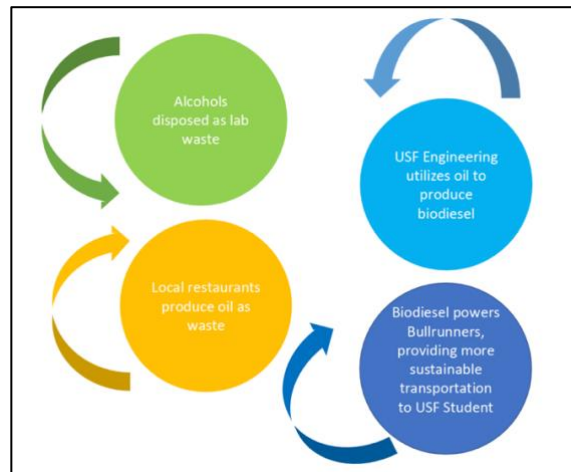 Alcohols
disposed as lab
waste
USF Engineering
utilizes oil to
produce
biodiesel
Local restaurants
produce oil as
waste
Biodiesel powers
Bullrunners,
providing more
sustainable
transportation
to USF Student